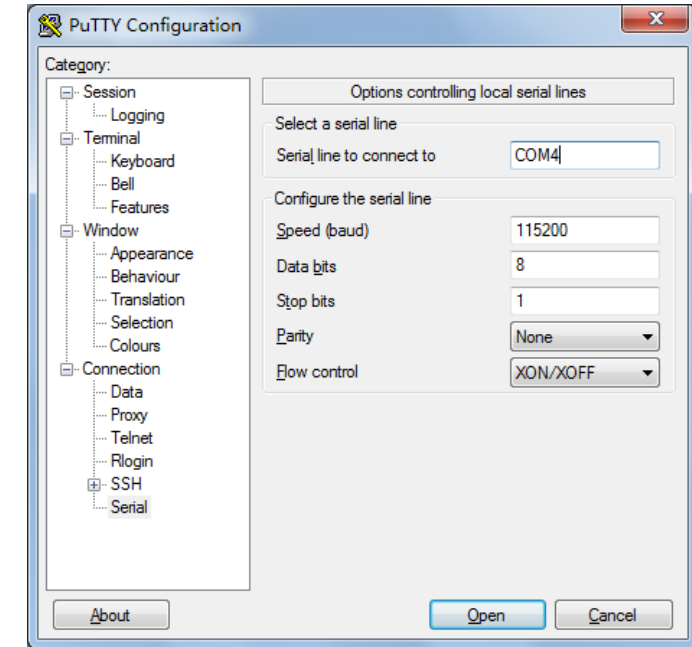 PuTTY Configuration
Category:
Session
Logging
Terminal
Keyboard
Bell
Features
Window
Appearance
Behaviour
Translation
Selection
Colours
Connection
Data
Proxy
Telnet
Rlogin
SSH
Serial
Options controlling local serial lines
Select a serial line
Serial line to connect to COM4
Configure the serial line
Speed (baud) 115200
Data bits 8
Stop bits 1
Parity None
Flow control XON/XOFF
About Open Cancel